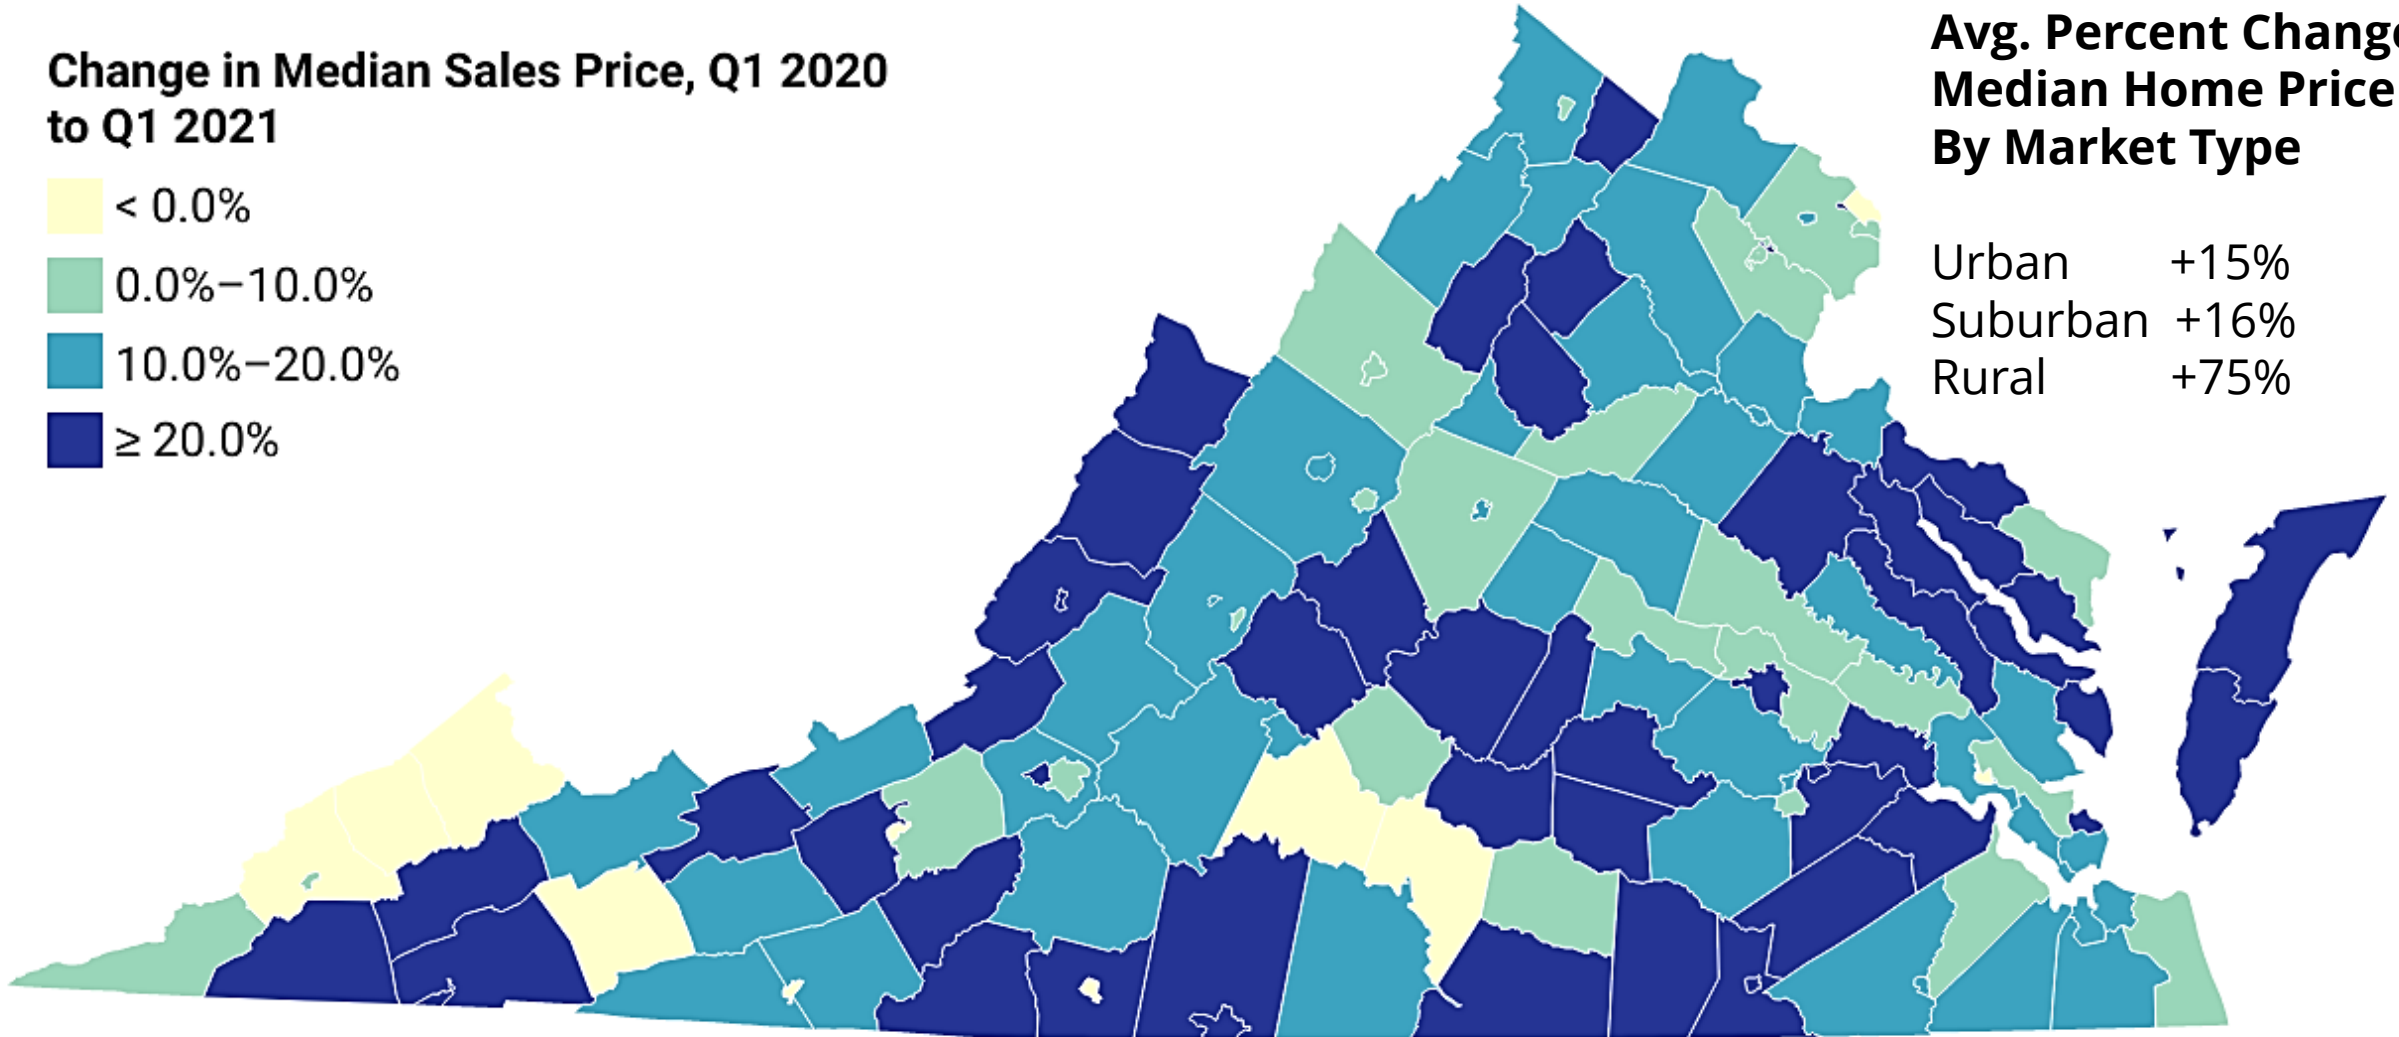 Change in Median Sales Price, Q1 2020
to Q1 2021
< 0.0%
0.0%–10.0%
10.0%–20.0%
≥ 20.0%
Avg. Percent Change
Median Home Price
By Market Type
Urban +15%
Suburban +16%
Rural +75%